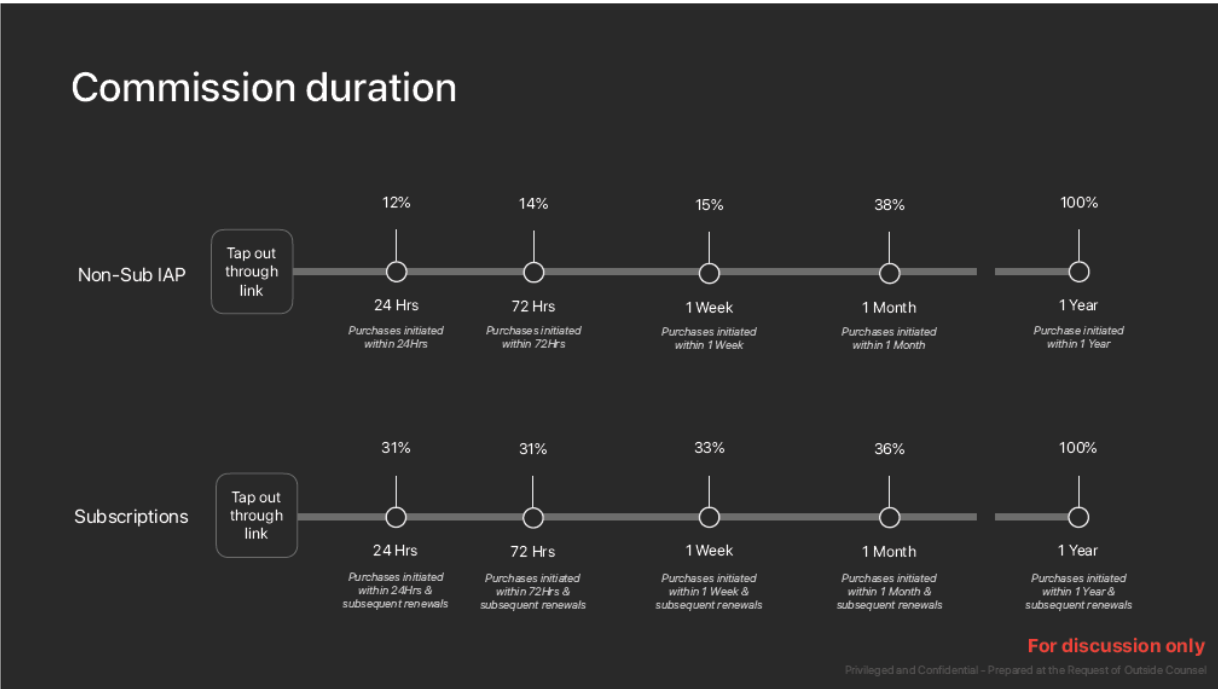 Commission duration
12%
14%
15%
38%
100%
Non-Sub IAP
Tap out
through
link
24 Hrs
72 Hrs
1 Week
1 Month
1 Year
Purchases initiated
within 24Hrs
Purchases initiated
within 72Hrs
Purchases initiated
within 1 Week
Purchases initiated
within 1 Month
Purchase initiated
within 1 Year
31%
31%
33%
36%
100%
Subscriptions
Tap out
through
link
24 Hrs
72 Hrs
1 Week
1 Month
1 Year
Purchases initiated
within 24Hrs &
subsequent renewals
Purchases initiated
within 72Hrs &
subsequent renewals
Purchases initiated
within 1 Week &
subsequent renewals
Purchases initiated
within 1 Month &
subsequent renewals
Purchases initiated
within 1 Year &
subsequent renewals
For discussion only
Privileged and Confidential - Prepared at the Request of Outside Counsel